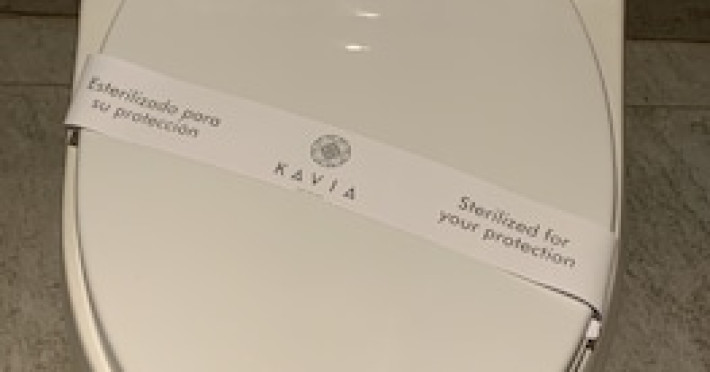 Esterilizado para
su protección
KAVIA
Sterilized for
your protection